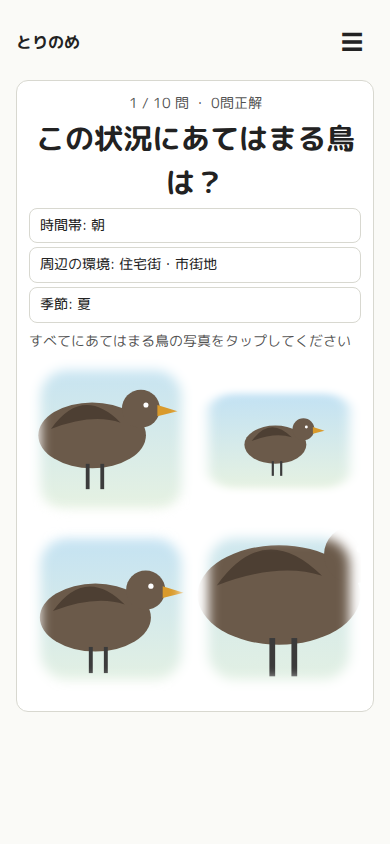 とりのめ
1 / 10 問 · 0問正解
この状況にあてはまる鳥
は？
時間帯: 朝
周辺の環境: 住宅街・市街地
季節: 夏
すべてにあてはまる鳥の写真をタップしてください